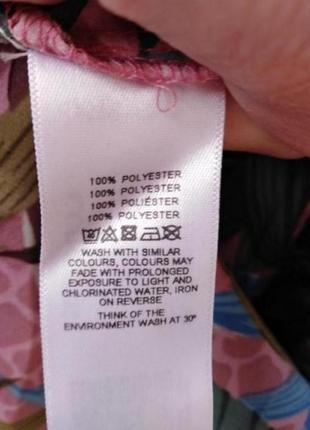 100% POLYESTER
100% POLYESTER
100% POLIÉSTER
100% POLYESTER
WASH WITH SIMILAR
COLOURS, COLOURS MAY
FADE WITH PROLONGED
EXPOSURE TO LIGHT AND
CHLORINATED WATER, IRON
ON REVERSE
THINK OF THE
ENVIRONMENT WASH AT 30°